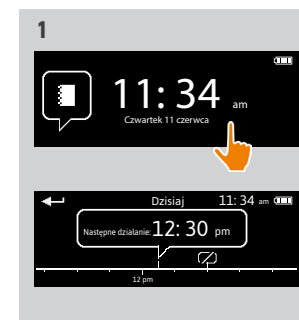 1
11: 34 am
Czwartek 11 czerwca
Dzisiaj 11: 34 am
Następne działanie: 12: 30 pm
12 pm